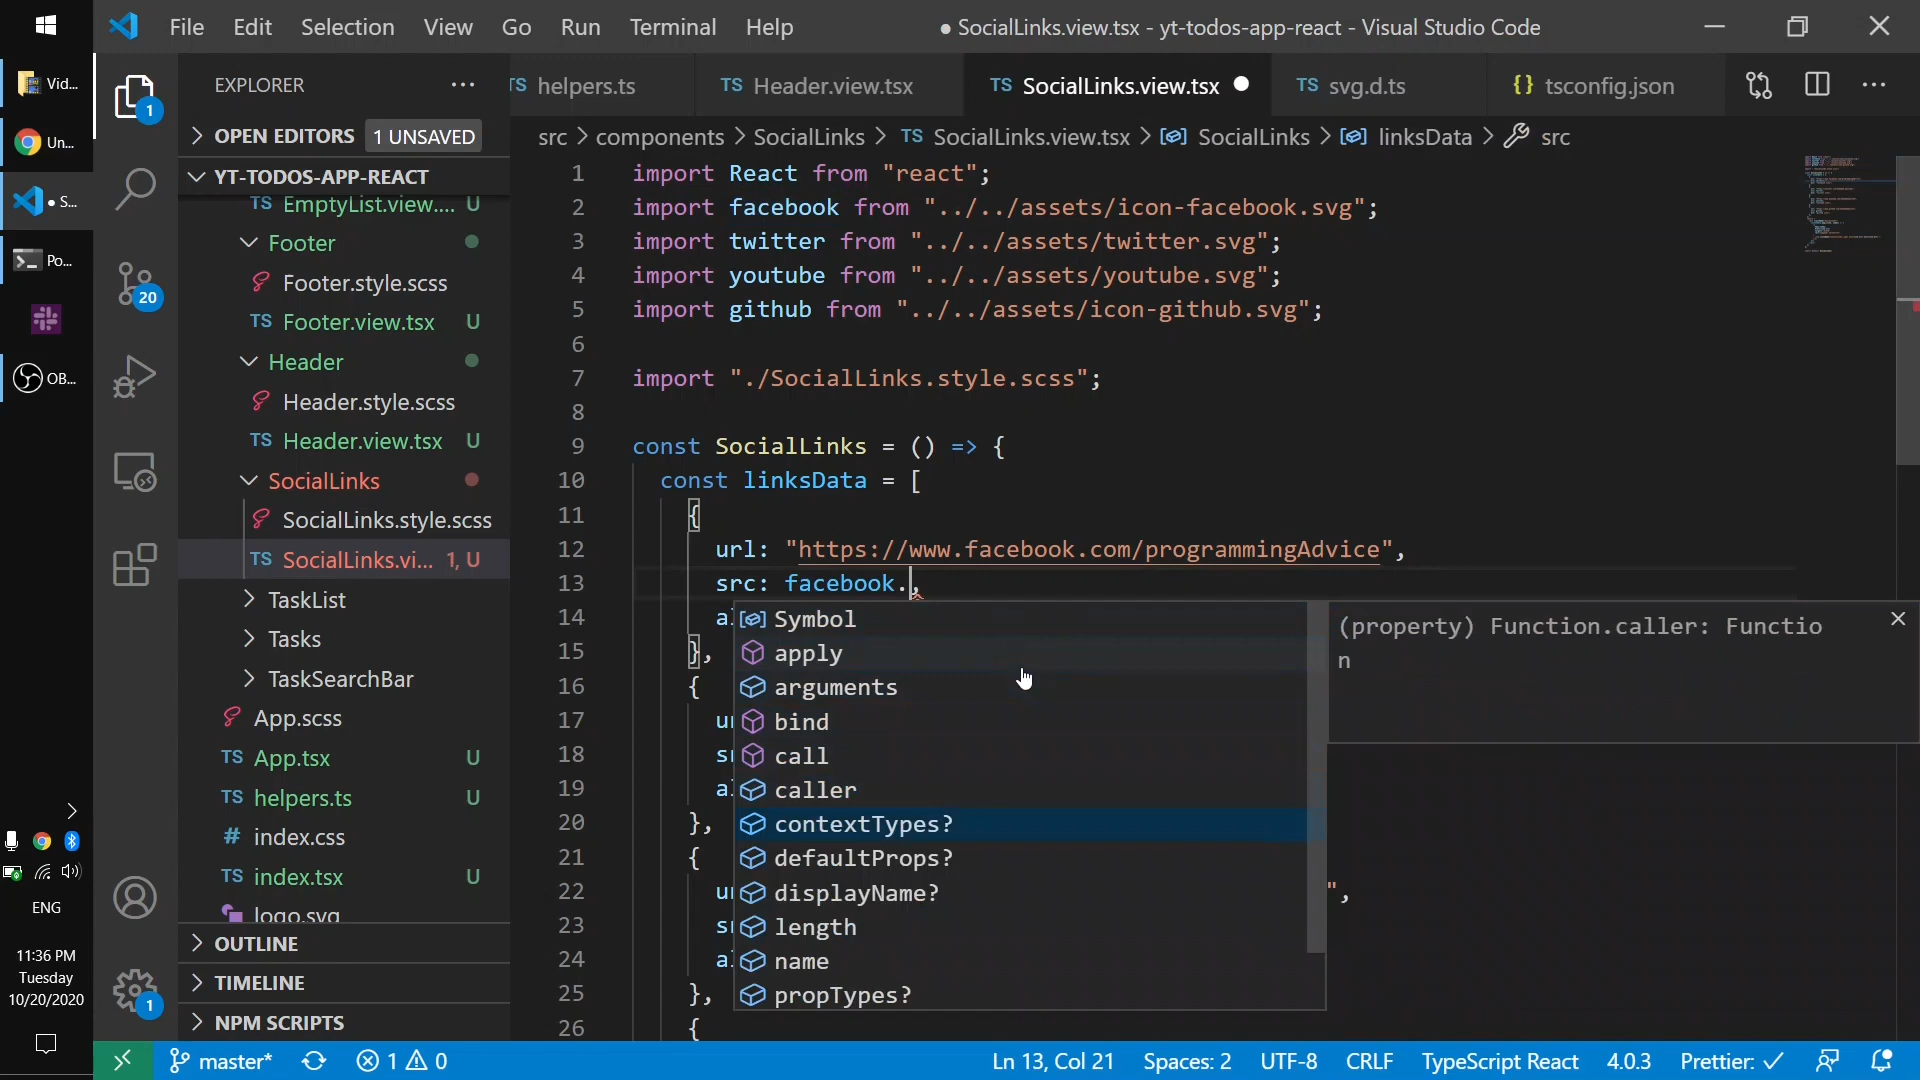 File Edit Selection View Go Run Terminal Help
● SocialLinks.view.tsx - yt-todos-app-react - Visual Studio Code
Vid...
Un...
S...
Po...
OB...
ENG
11:36 PM
Tuesday
10/20/2020
1
20
1
EXPLORER
OPEN EDITORS 1 UNSAVED
YT-TODOS-APP-REACT
TS EmptyList.view.... U
Footer
Footer.style.scss
TS Footer.view.tsx U
Header
Header.style.scss
TS Header.view.tsx U
SocialLinks
SocialLinks.style.scss
TS SocialLinks.vi... 1, U
TaskList
Tasks
TaskSearchBar
App.scss
TS App.tsx U
TS helpers.ts U
# index.css
TS index.tsx U
logo.svg
OUTLINE
TIMELINE
NPM SCRIPTS
TS helpers.ts
TS Header.view.tsx
TS SocialLinks.view.tsx
TS svg.d.ts
{} tsconfig.json
src > components > SocialLinks > TS SocialLinks.view.tsx > SocialLinks > linksData > src
1 import React from "react";
2 import facebook from "../../assets/icon-facebook.svg";
3 import twitter from "../../assets/twitter.svg";
4 import youtube from "../../assets/youtube.svg";
5 import github from "../../assets/icon-github.svg";
6
7 import "./SocialLinks.style.scss";
8
9 const SocialLinks = () => {
10 const linksData = [
11 {
12 url: "https://www.facebook.com/programmingAdvice",
13 src: facebook.,
14 a
15 },
16 {
17 u
18 s
19 a
20 },
21 {
22 u ",
23 s
24 a
25 },
26 {
Symbol
apply
arguments
bind
call
caller
contextTypes?
defaultProps?
displayName?
length
name
propTypes?
(property) Function.caller: Functio
n
master* 1 0
Ln 13, Col 21 Spaces: 2 UTF-8 CRLF TypeScript React 4.0.3 Prettier: ✓